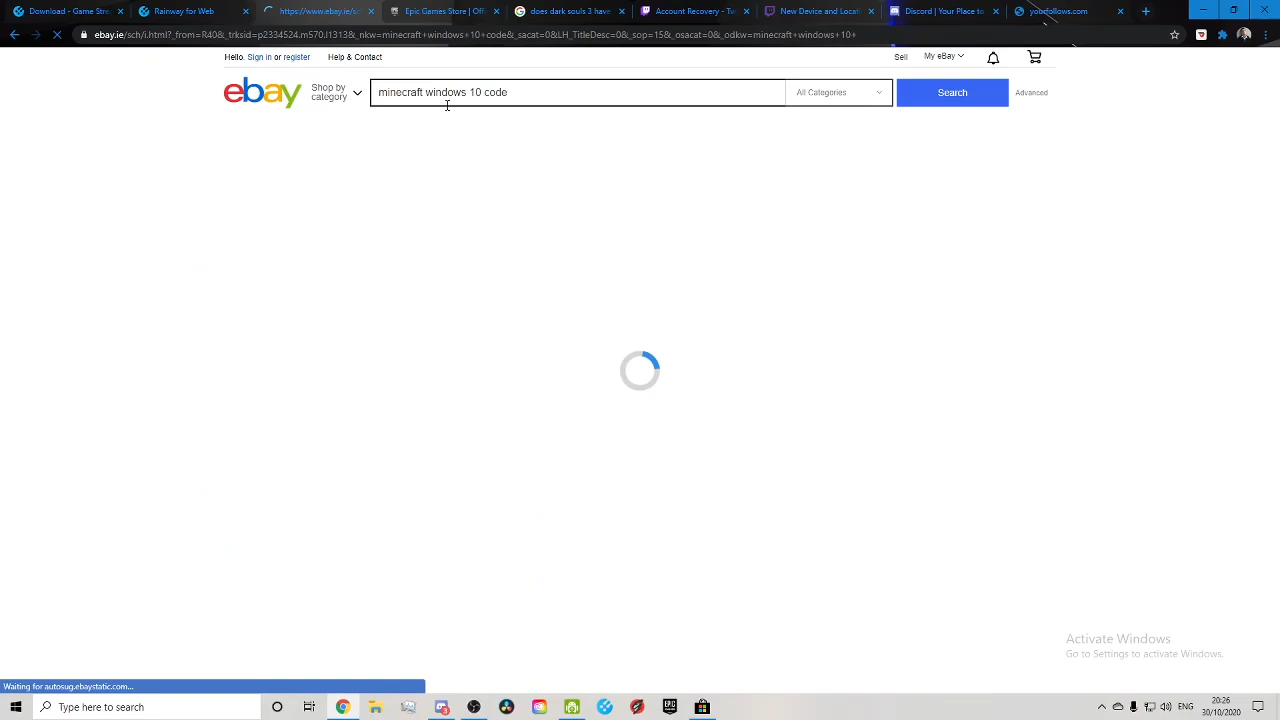 Download - Game Stre
Rainway for Web
https://www.ebay.ie/sc
Epic Games Store | Offi
does dark souls 3 have
Account Recovery - Tw
New Device and Locati
Discord | Your Place to
yourfollows.com
ebay.ie/sch/i.html?_from=R40&_trksid=p2334524.m570.l1313&_nkw=minecraft+windows+10+code&_sacat=0&LH_TitleDesc=0&_sop=15&_osacat=0&_odkw=minecraft+windows+10+
Hello. Sign in or register
Help & Contact
Sell
My eBay
ebay
Shop by
category
minecraft windows 10 code
All Categories
Search
Advanced
Activate Windows
Go to Settings to activate Windows.
Waiting for autosug.ebaystatic.com...
Type here to search
EPIC
ENG
20:26
30/10/2020